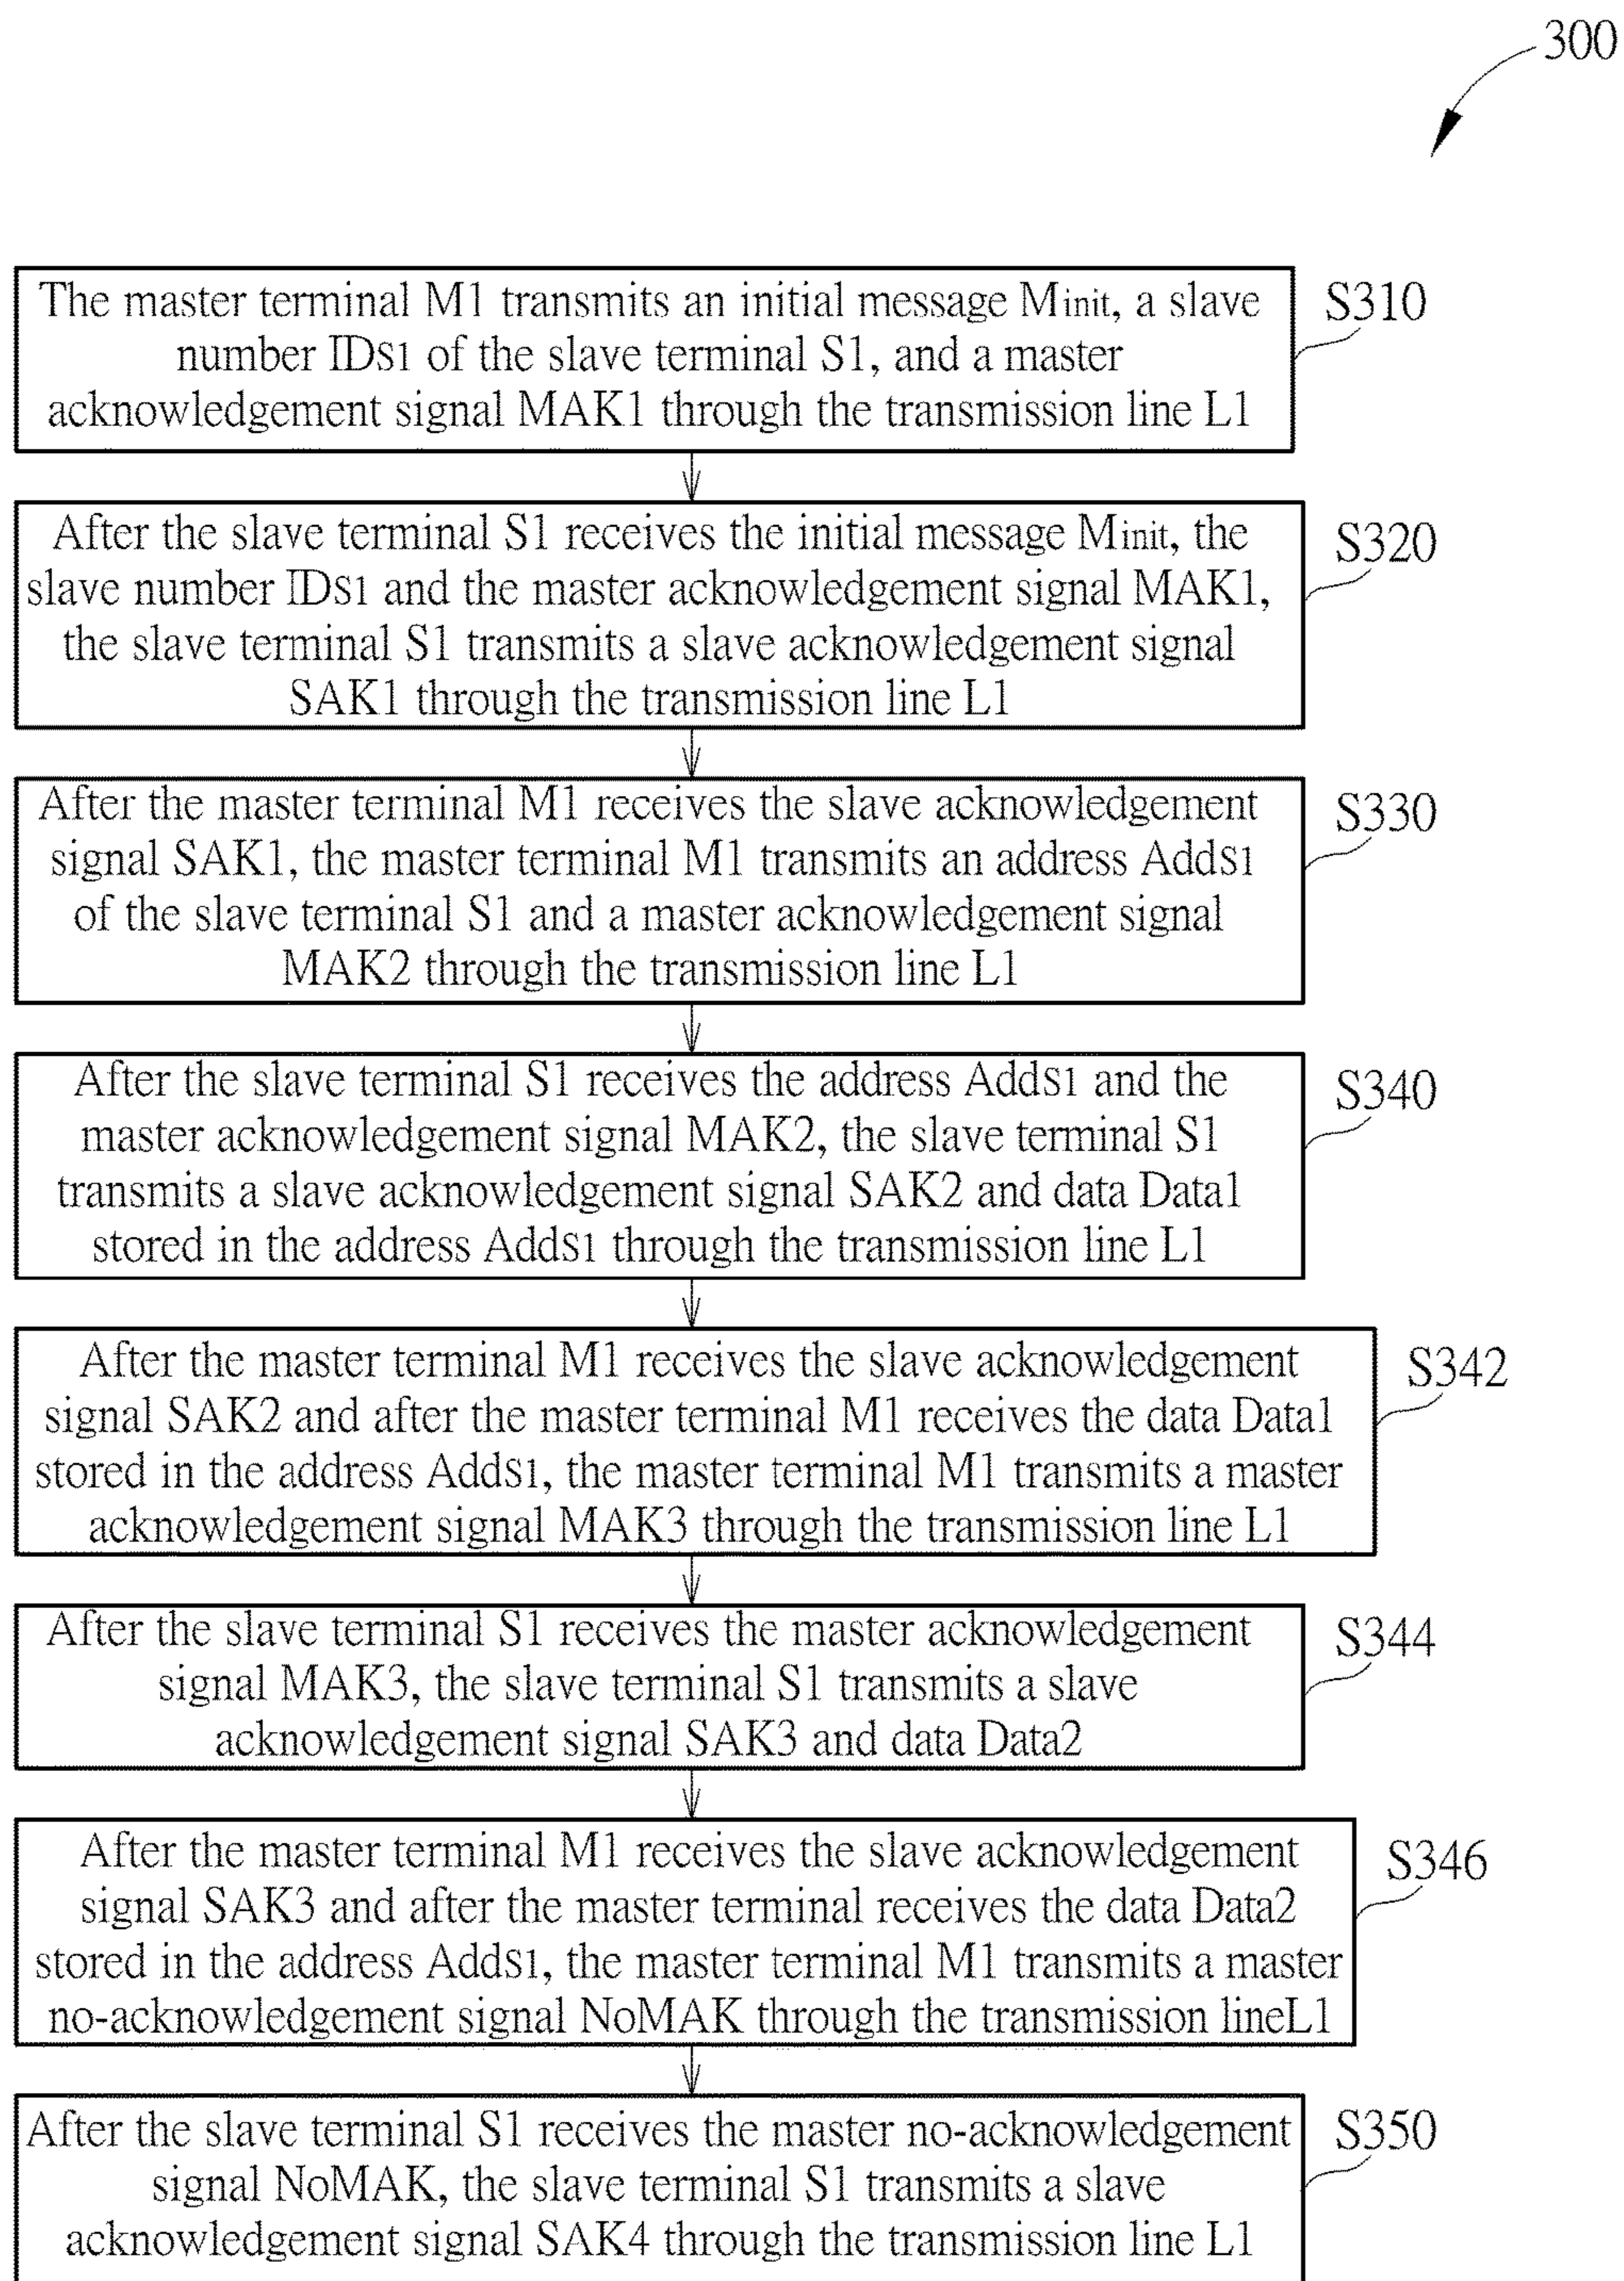 300
The master terminal M1 transmits an initial message Minit, a slave
number IDS1 of the slave terminal S1, and a master
acknowledgement signal MAK1 through the transmission line L1
S310
After the slave terminal S1 receives the initial message Minit, the
slave number IDS1 and the master acknowledgement signal MAK1,
the slave terminal S1 transmits a slave acknowledgement signal
SAK1 through the transmission line L1
S320
After the master terminal M1 receives the slave acknowledgement
signal SAK1, the master terminal M1 transmits an address AddS1
of the slave terminal S1 and a master acknowledgement signal
MAK2 through the transmission line L1
S330
After the slave terminal S1 receives the address AddS1 and the
master acknowledgement signal MAK2, the slave terminal S1
transmits a slave acknowledgement signal SAK2 and data Data1
stored in the address AddS1 through the transmission line L1
S340
After the master terminal M1 receives the slave acknowledgement
signal SAK2 and after the master terminal M1 receives the data Data1
stored in the address AddS1, the master terminal M1 transmits a master
acknowledgement signal MAK3 through the transmission line L1
S342
After the slave terminal S1 receives the master acknowledgement
signal MAK3, the slave terminal S1 transmits a slave
acknowledgement signal SAK3 and data Data2
S344
After the master terminal M1 receives the slave acknowledgement
signal SAK3 and after the master terminal receives the data Data2
stored in the address AddS1, the master terminal M1 transmits a master
no-acknowledgement signal NoMAK through the transmission lineL1
S346
After the slave terminal S1 receives the master no-acknowledgement
signal NoMAK, the slave terminal S1 transmits a slave
acknowledgement signal SAK4 through the transmission line L1
S350